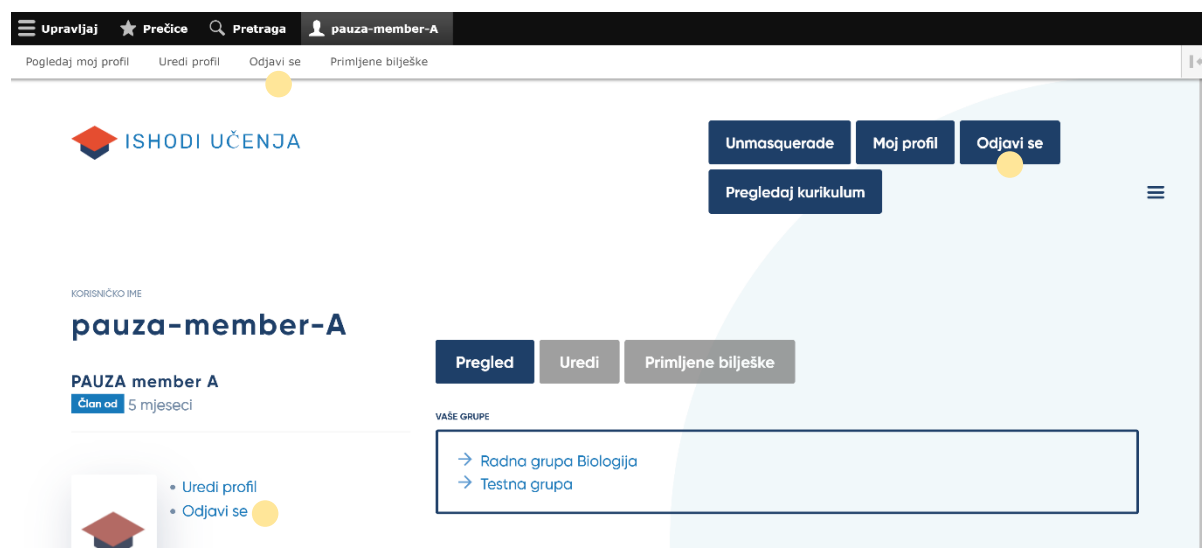 Upravljaj Prečice Pretraga pauza-member-A
Pogledaj moj profil Uredi profil Odjavi se Primljene bilješke
ISHODI UČENJA
Unmasquerade Moj profil Odjavi se
Pregledaj kurikulum
KORISNIČKO IME
pauza-member-A
PAUZA member A
Član od 5 mjeseci
Uredi profil
Odjavi se
Pregled Uredi Primljene bilješke
VAŠE GRUPE
Radna grupa Biologija
Testna grupa